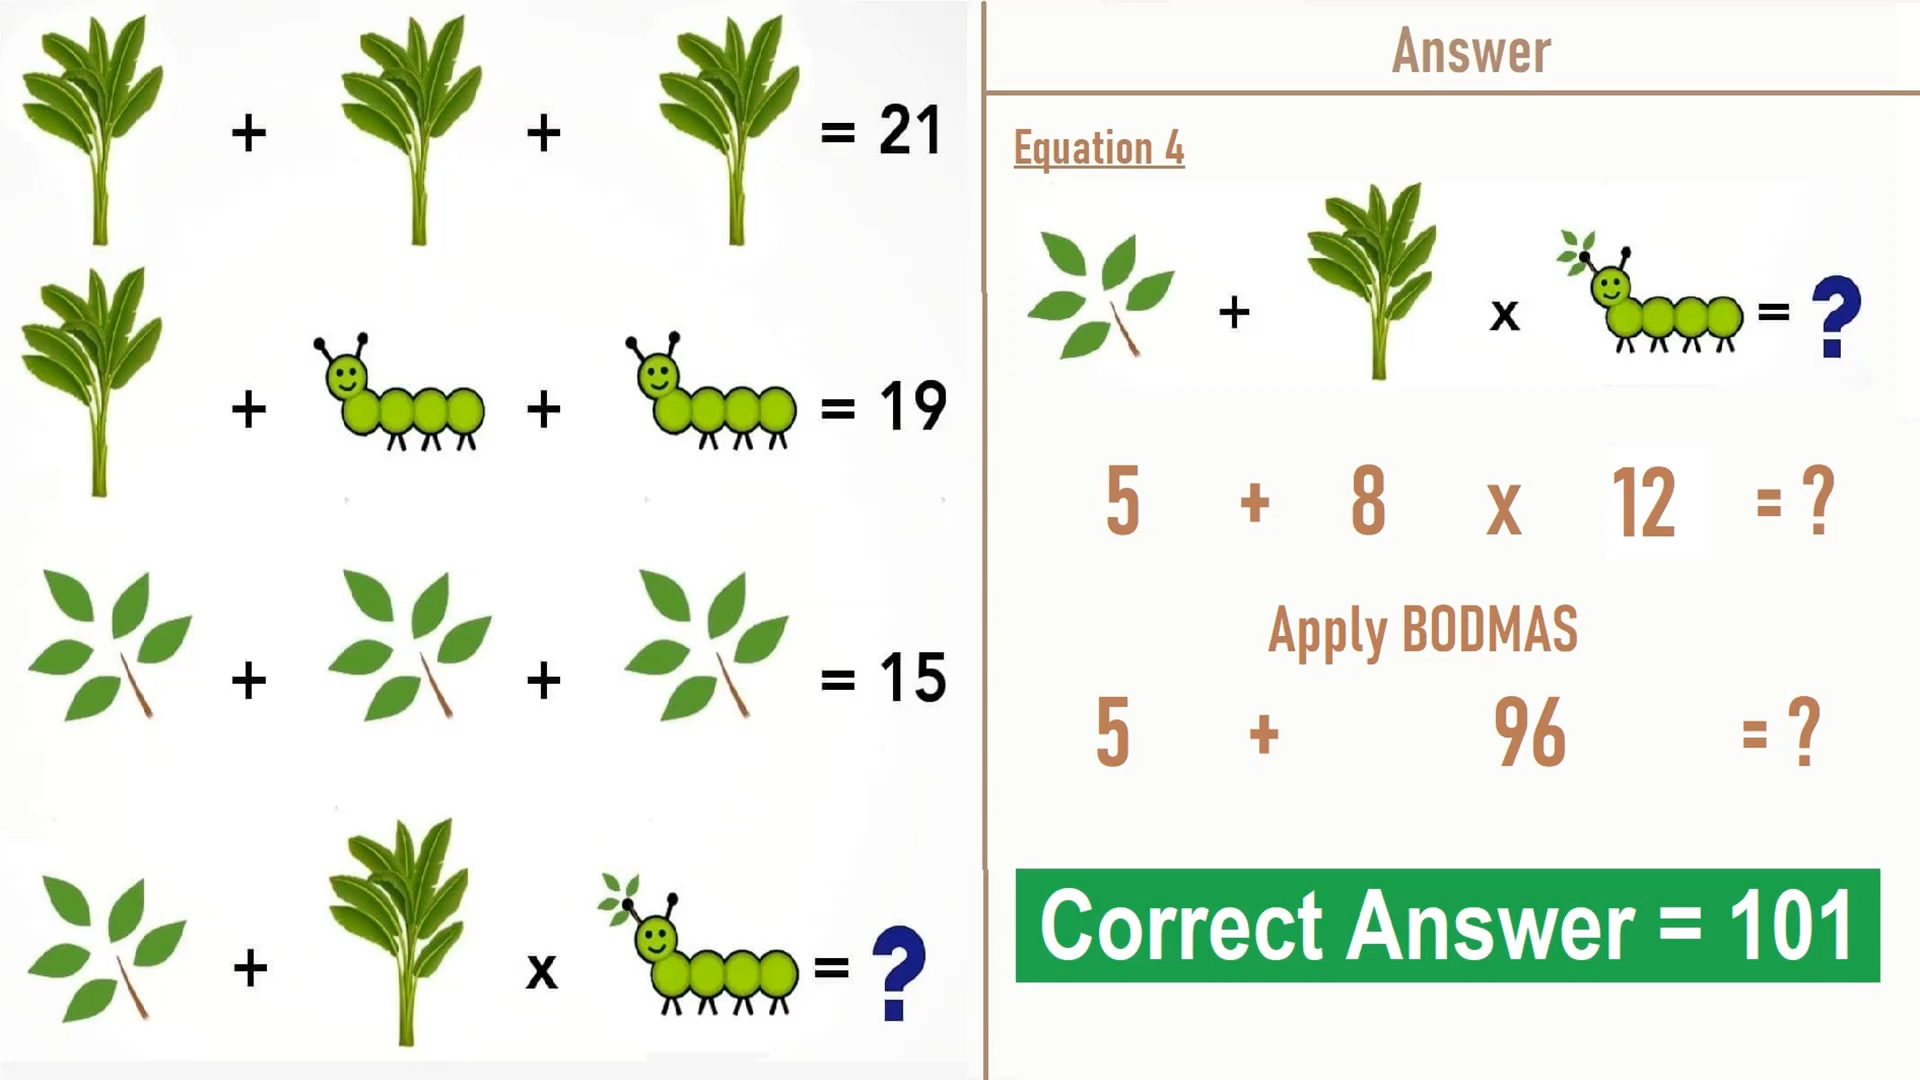 + + = 21
+ + = 19
+ + = 15
+ x = ?
Answer
Equation 4
+ x = ?
5 + 8 x 12 = ?
Apply BODMAS
5 + 96 = ?
Correct Answer = 101